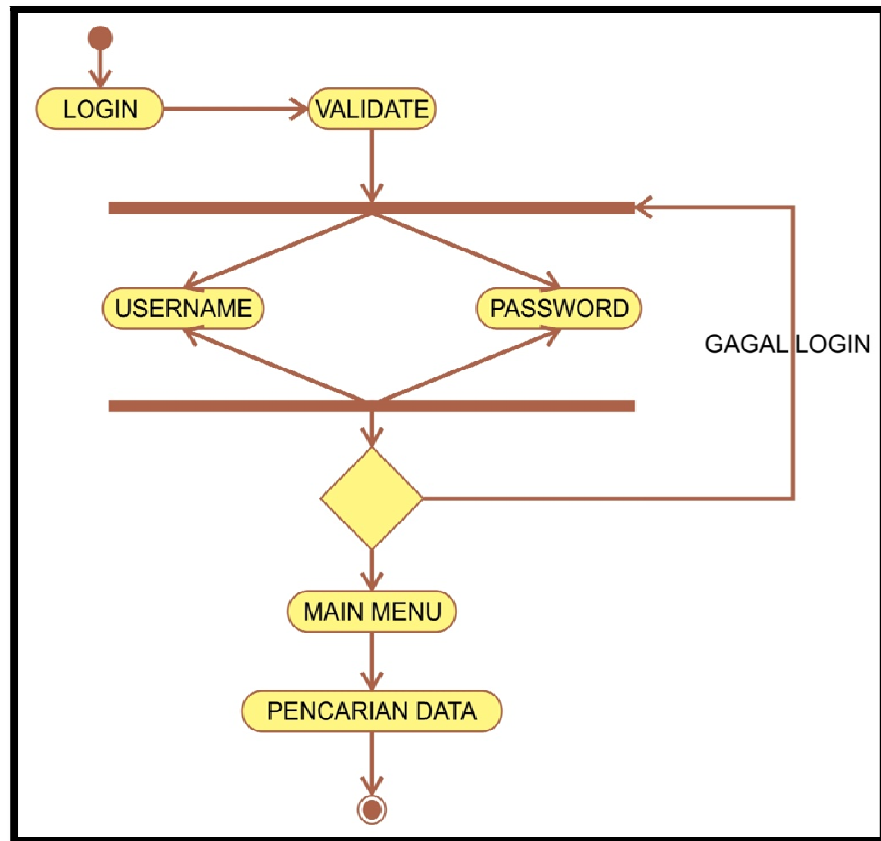 LOGIN
VALIDATE
USERNAME
PASSWORD
GAGAL LOGIN
MAIN MENU
PENCARIAN DATA